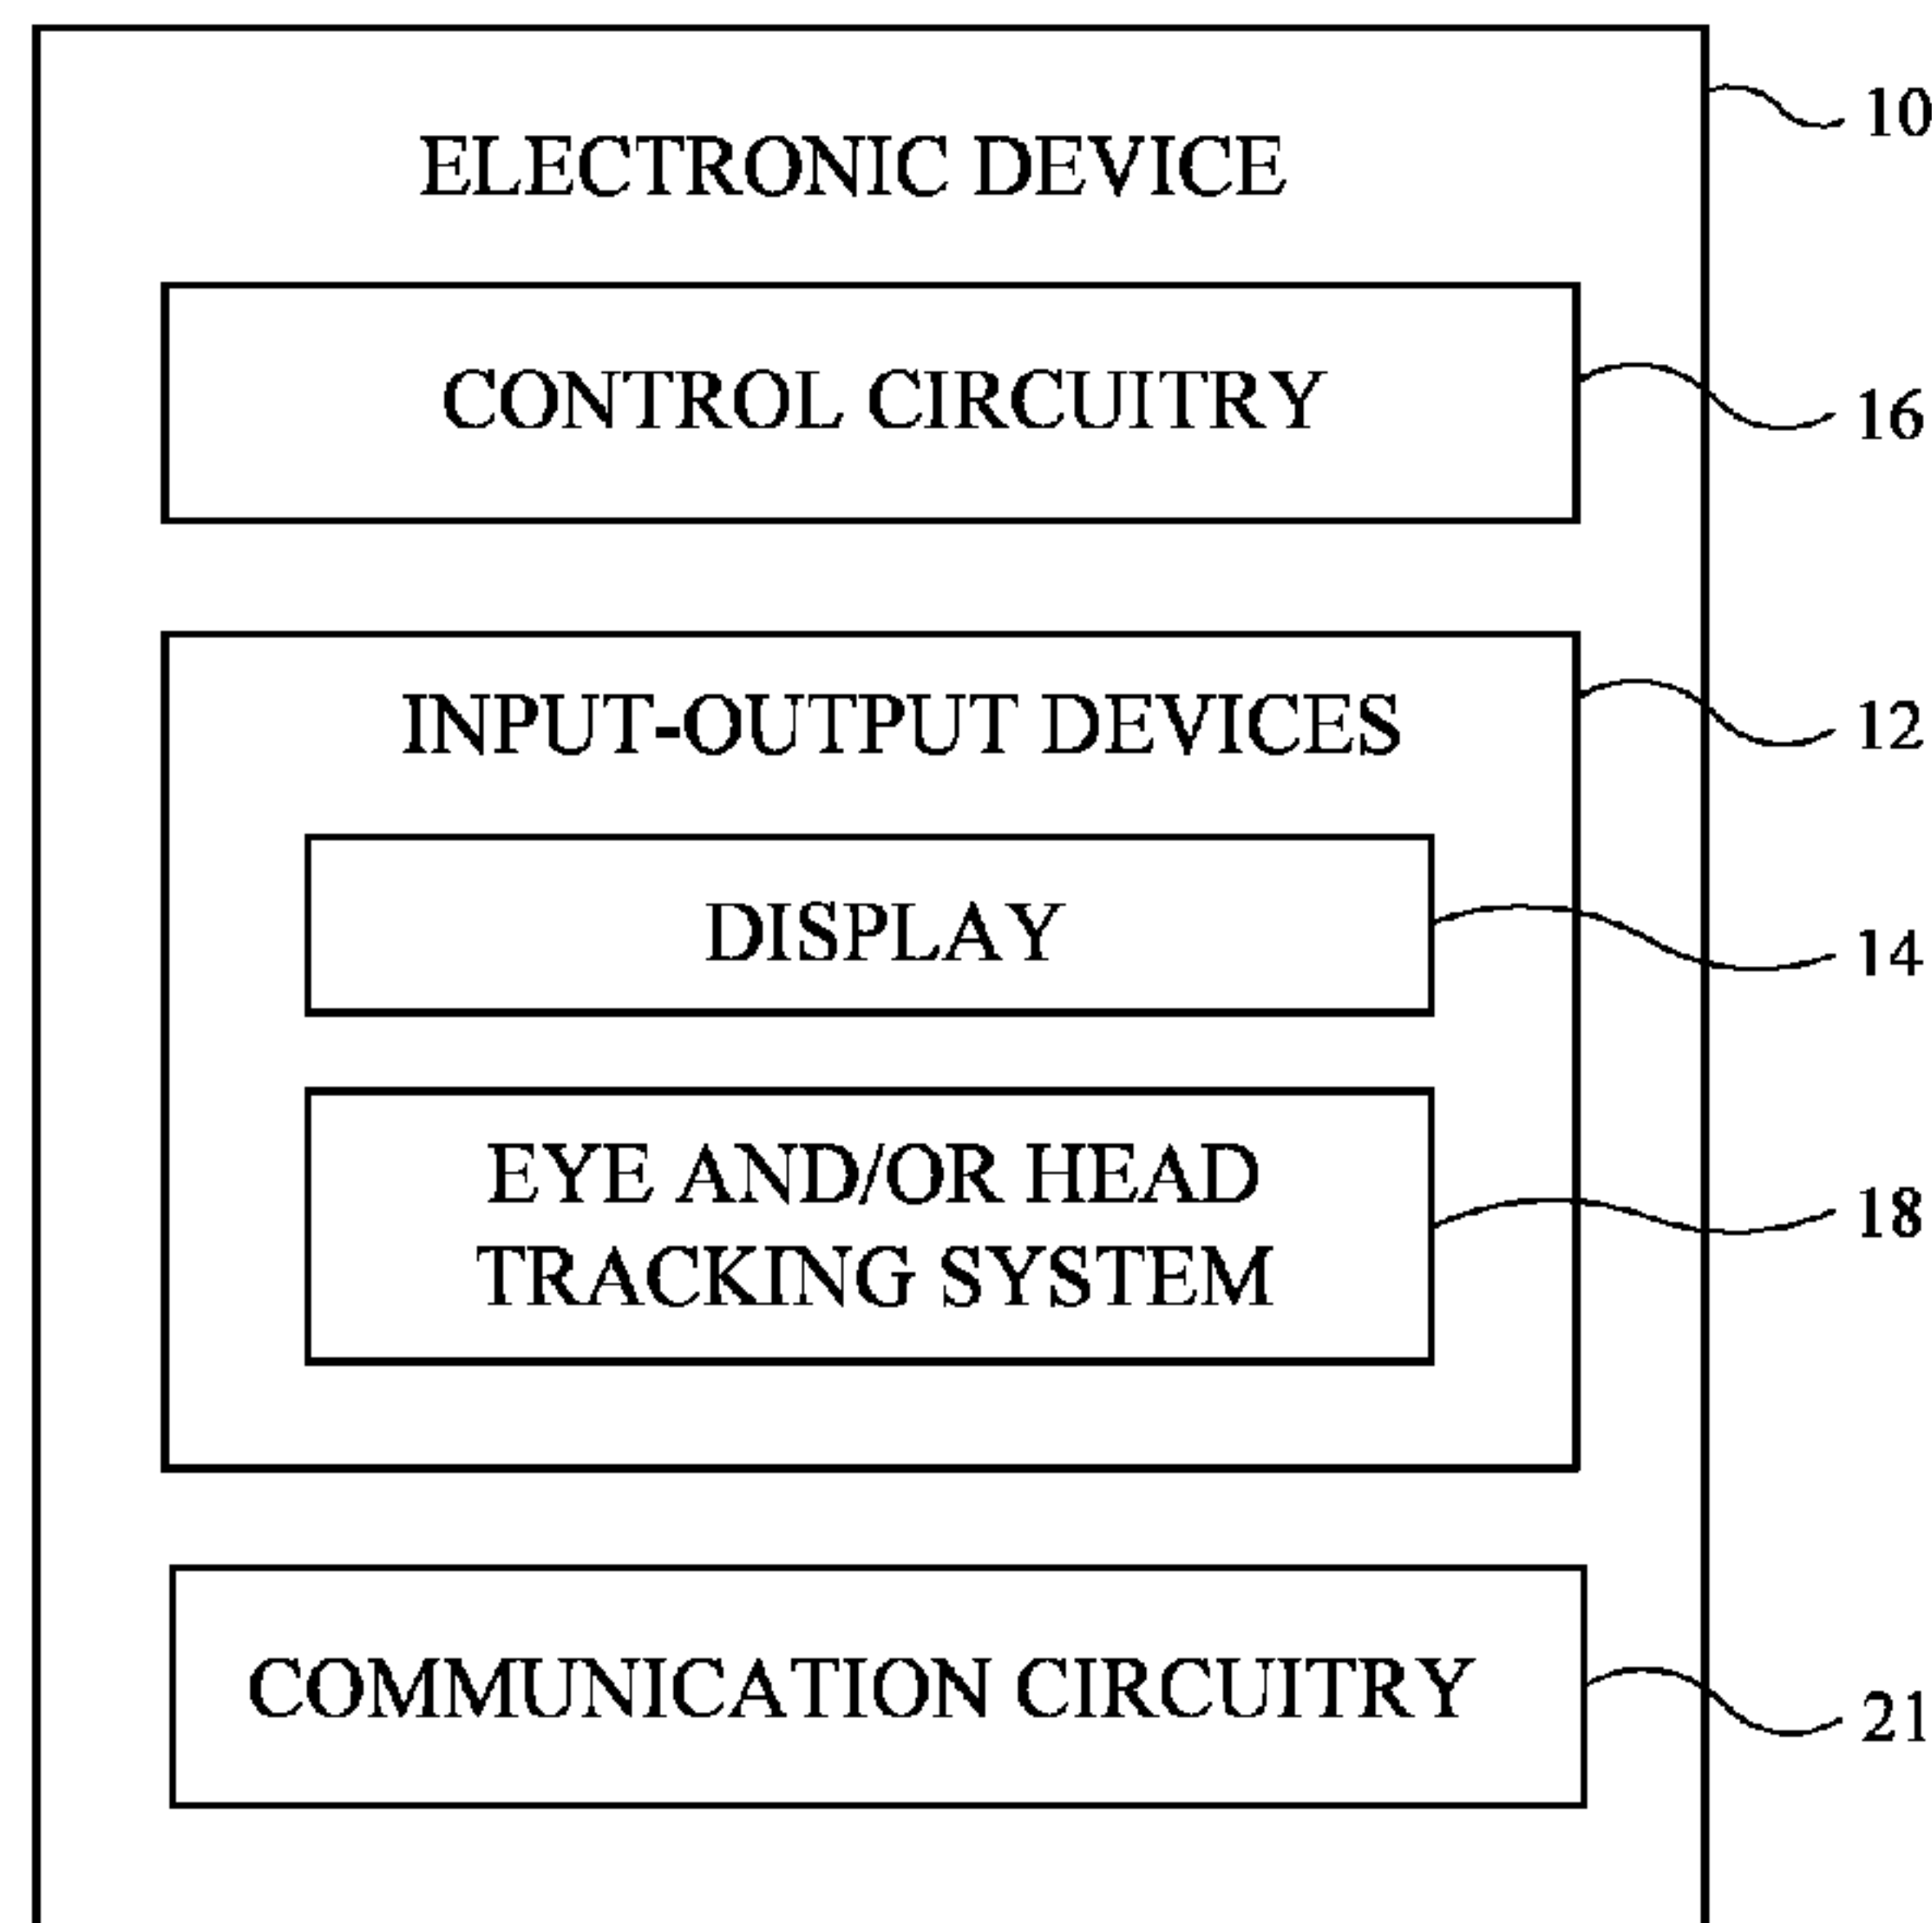 ELECTRONIC DEVICE
10
CONTROL CIRCUITRY
16
INPUT-OUTPUT DEVICES
12
DISPLAY
14
EYE AND/OR HEAD
TRACKING SYSTEM
18
COMMUNICATION CIRCUITRY
21